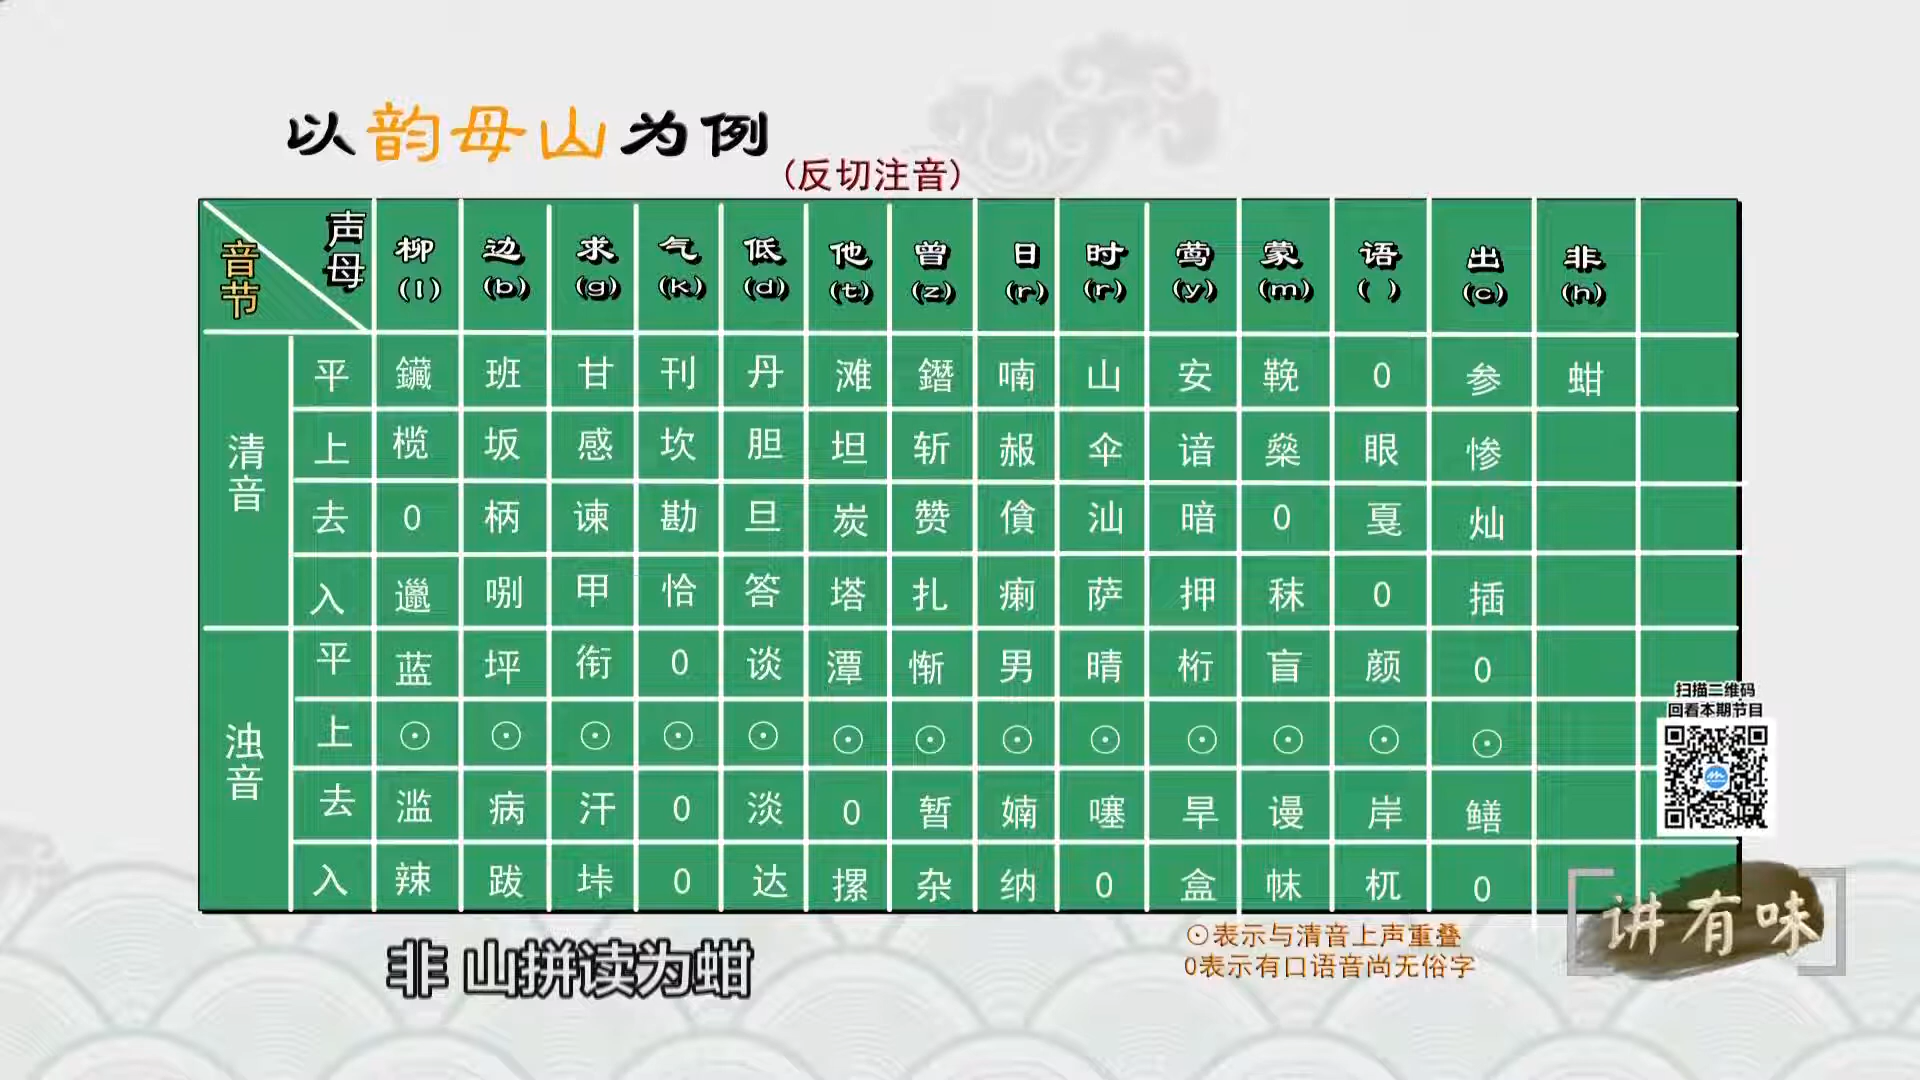 以韵母山为例
(反切注音)
声母 音节 柳(l) 边(b) 求(g) 气(k) 低(d) 他(t) 曾(z) 日(r) 时(r) 莺(y) 蒙(m) 语( ) 出(c) 非(h)
清音
平 班 甘 刊 丹 滩 鐕 喃 山 安 鞔 0 参 蚶
上 榄 坂 感 坎 胆 坦 斩 赧 伞 谙 燊 眼 惨
去 0 柄 谏 勘 旦 炭 赞 儑 汕 暗 0 戛 灿
入 邋 哵 甲 恰 答 塔 扎 瘌 萨 押 秣 0 插
浊音
平 蓝 坪 衔 0 谈 潭 惭 男 晴 桁 盲 颜 0
上 ⊙ ⊙ ⊙ ⊙ ⊙ ⊙ ⊙ ⊙ ⊙ ⊙ ⊙ ⊙ ⊙
去 滥 病 汗 0 淡 0 暂 婻 噻 旱 谩 岸 鳝
入 辣 跋 垰 0 达 摞 杂 纳 0 盒 帓 杌 0
扫描二维码
回看本期节目
讲有味
⊙表示与清音上声重叠
0表示有口语音尚无俗字
非 山拼读为蚶